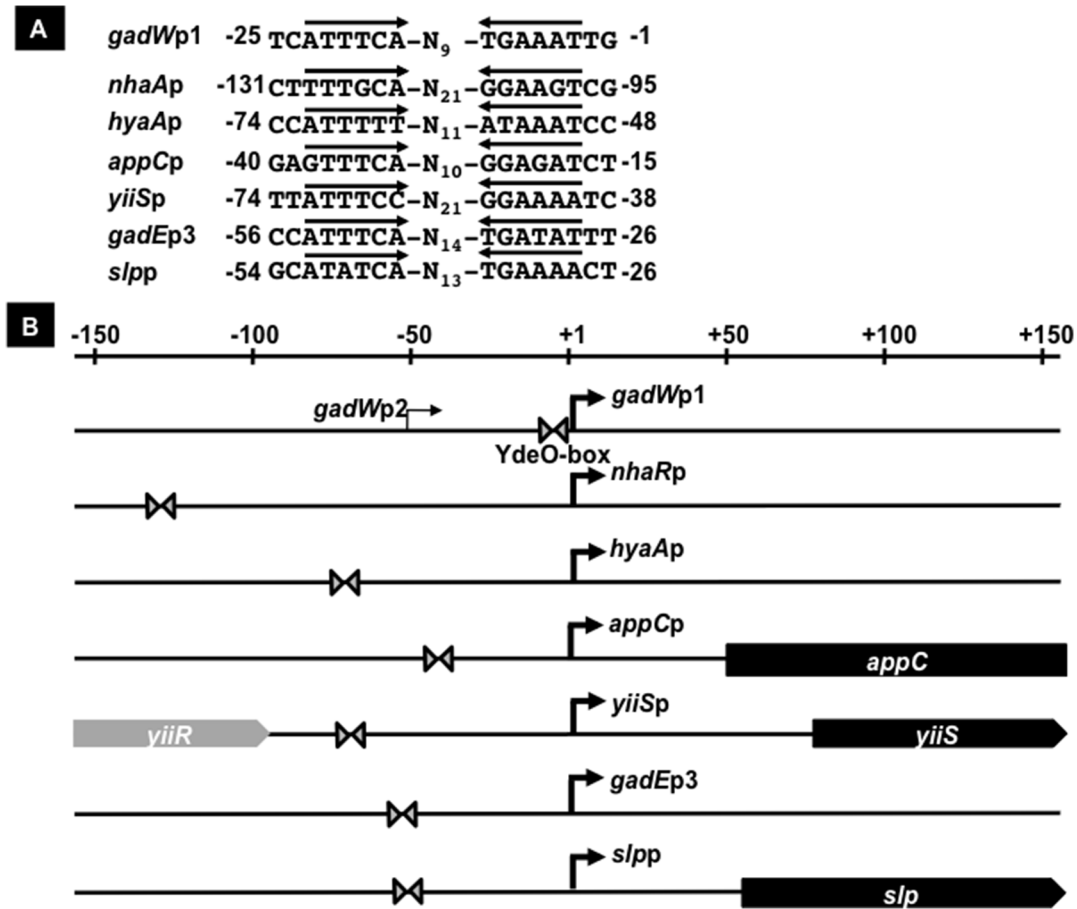 A
gadWp1 -25 TCATTTCA-N9-TGAAATTG -1
nhaAp -131 CTTTTGCA-N21-GGAAGTCG -95
hyaAp -74 CCATTTTT-N11-ATAAATCC -48
appCp -40 GAGTTTCA-N10-GGAGATCT -15
yiiSp -74 TTATTTCC-N21-GGAAAATC -38
gadEp3 -56 CCATTTCA-N14-TGATATTT -26
slpp -54 GCATATCA-N13-TGAAAACT -26
B
-150 -100 -50 +1 +50 +100 +150
gadWp2 gadWp1
YdeO-box
nhaRp
hyaAp
appCp
appC
yiiSp
yiiR yiiS
gadEp3
slpp
slp